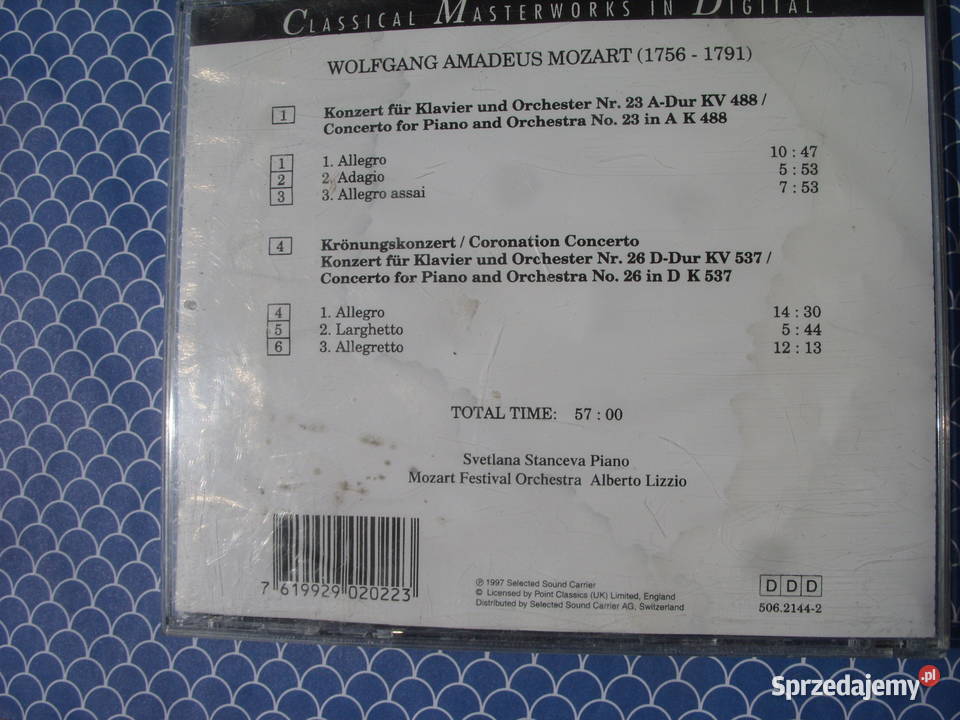 CLASSICAL MASTERWORKS IN DIGITAL
WOLFGANG AMADEUS MOZART (1756 - 1791)
1 Konzert für Klavier und Orchester Nr. 23 A-Dur KV 488 /
Concerto for Piano and Orchestra No. 23 in A K 488
1 1. Allegro 10 : 47
2 2. Adagio 5 : 53
3 3. Allegro assai 7 : 53
4 Krönungskonzert / Coronation Concerto
Konzert für Klavier und Orchester Nr. 26 D-Dur KV 537 /
Concerto for Piano and Orchestra No. 26 in D K 537
4 1. Allegro 14 : 30
5 2. Larghetto 5 : 44
6 3. Allegretto 12 : 13
TOTAL TIME: 57 : 00
Svetlana Stanceva Piano
Mozart Festival Orchestra Alberto Lizzio
7 619929 020223
℗ 1997 Selected Sound Carrier
© Licensed by Point Classics (UK) Limited, England
Distributed by Selected Sound Carrier AG, Switzerland
DDD
506.2144-2
Sprzedajemy.pl